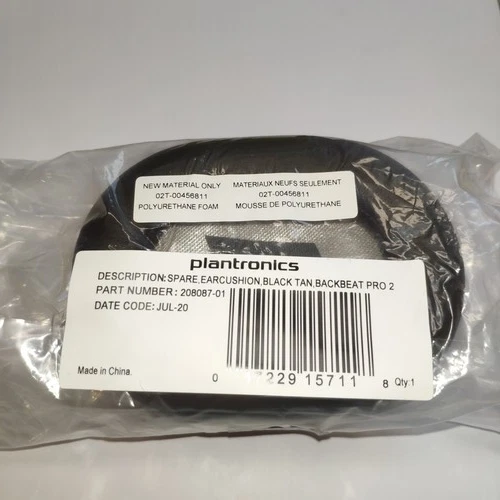 NEW MATERIAL ONLY
02T-00456811
POLYURETHANE FOAM
MATERIAUX NEUFS SEULEMENT
02T-00456811
MOUSSE DE POLYURETHANE
plantronics
DESCRIPTION:SPARE,EARCUSHION,BLACK TAN,BACKBEAT PRO 2
PART NUMBER: 208087-01
DATE CODE: JUL-20
Made in China.
0 17229 15711 8 Qty:1